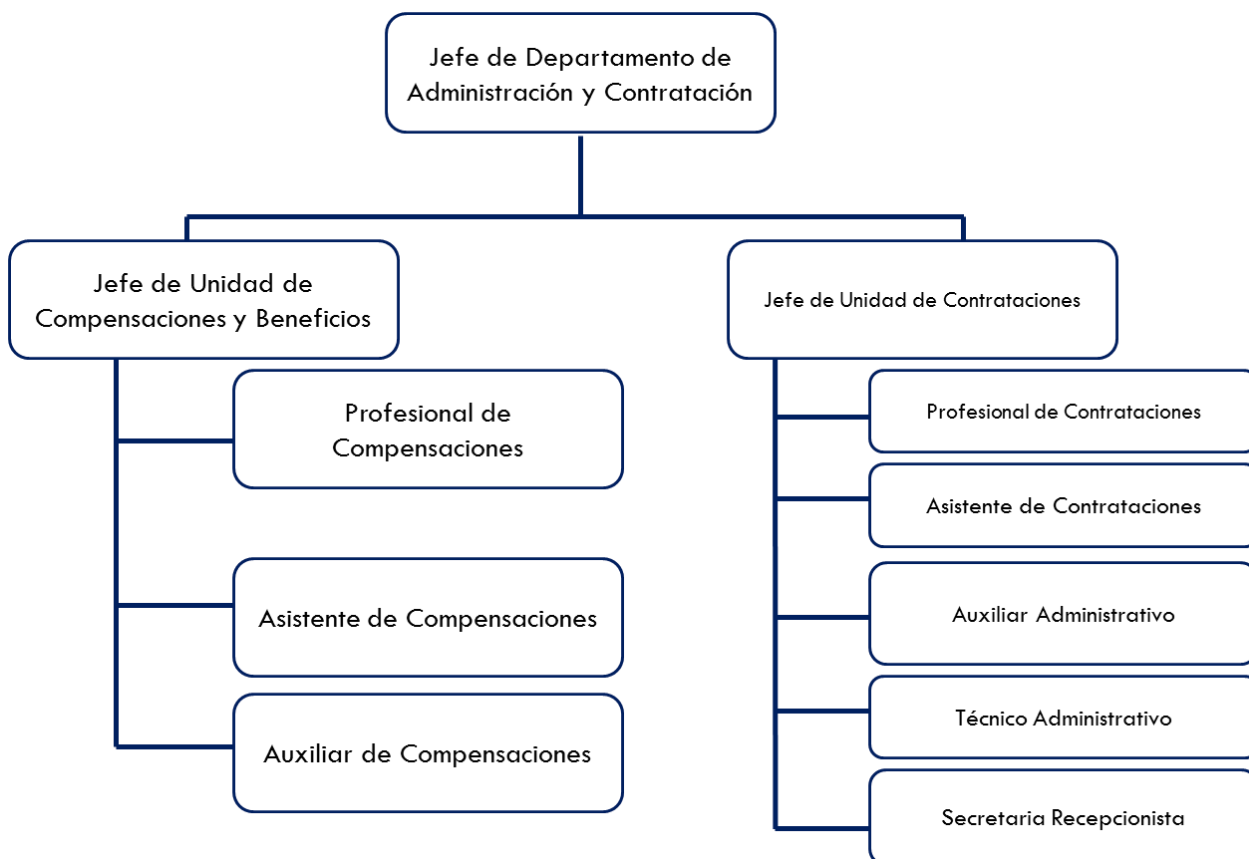 Jefe de Departamento de
Administración y Contratación
Jefe de Unidad de
Compensaciones y Beneficios
Profesional de
Compensaciones
Asistente de Compensaciones
Auxiliar de Compensaciones
Jefe de Unidad de Contrataciones
Profesional de Contrataciones
Asistente de Contrataciones
Auxiliar Administrativo
Técnico Administrativo
Secretaria Recepcionista